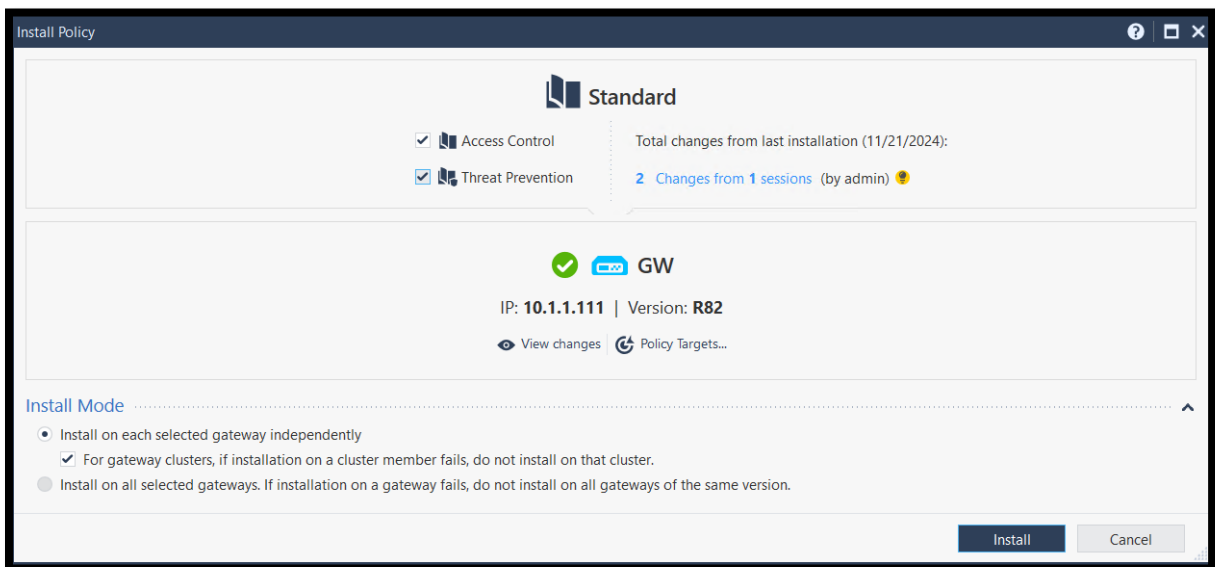 Install Policy
Standard
Access Control
Total changes from last installation (11/21/2024):
Threat Prevention
2 Changes from 1 sessions (by admin)
GW
IP: 10.1.1.111 | Version: R82
View changes
Policy Targets...
Install Mode
Install on each selected gateway independently
For gateway clusters, if installation on a cluster member fails, do not install on that cluster.
Install on all selected gateways. If installation on a gateway fails, do not install on all gateways of the same version.
Install
Cancel